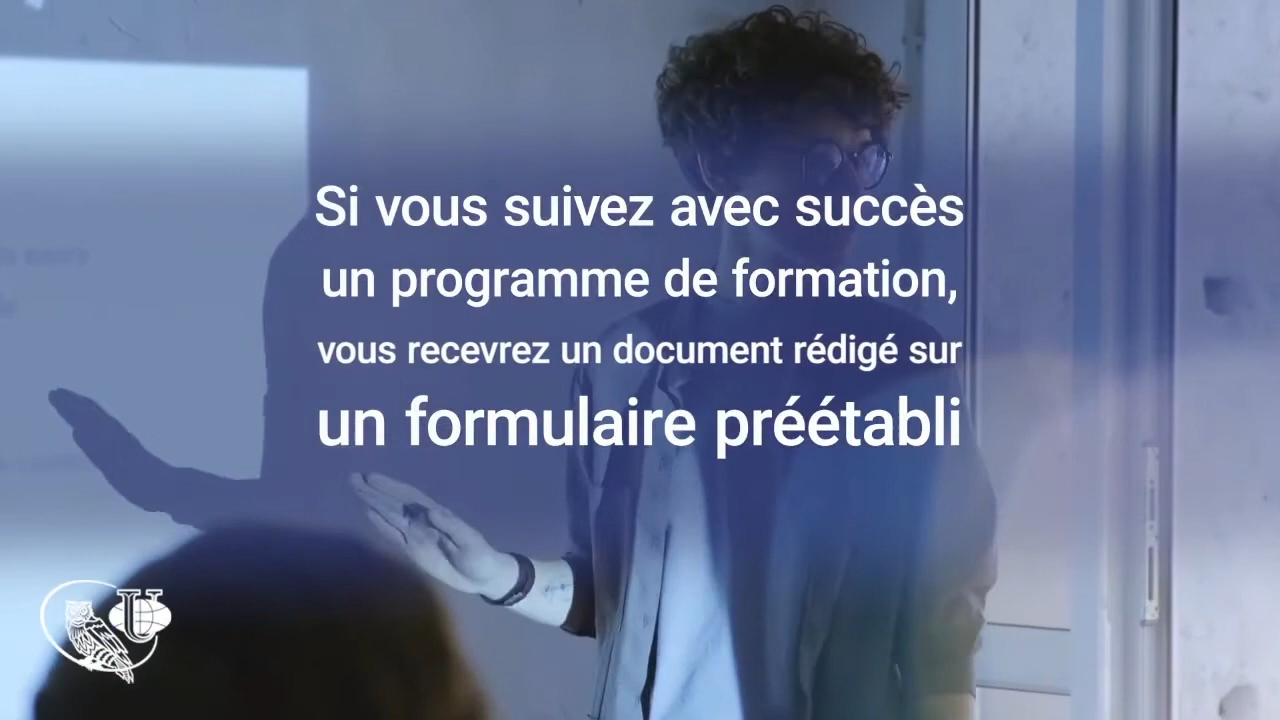 Si vous suivez avec succès
un programme de formation,
vous recevrez un document rédigé sur
un formulaire préétabli
U